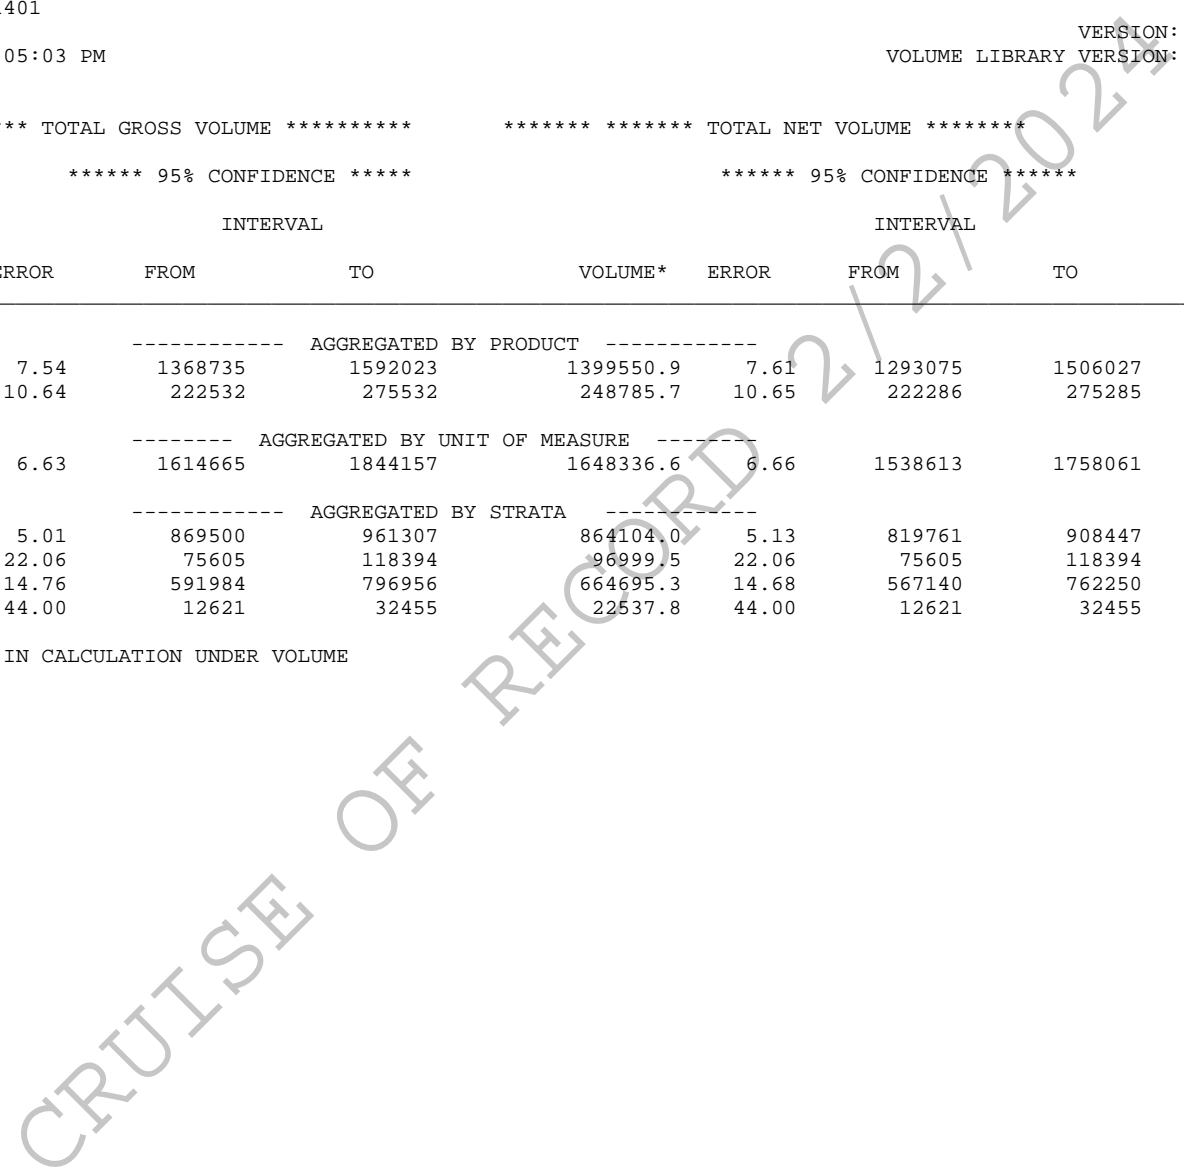 401
VERSION:
05:03 PM VOLUME LIBRARY VERSION:
** TOTAL GROSS VOLUME ********** ******* ******* TOTAL NET VOLUME ********
****** 95% CONFIDENCE ***** ****** 95% CONFIDENCE ******
INTERVAL INTERVAL
ERROR FROM TO VOLUME* ERROR FROM TO
------------ AGGREGATED BY PRODUCT ------------
7.54 1368735 1592023 1399550.9 7.61 1293075 1506027
10.64 222532 275532 248785.7 10.65 222286 275285
-------- AGGREGATED BY UNIT OF MEASURE --------
6.63 1614665 1844157 1648336.6 6.66 1538613 1758061
------------ AGGREGATED BY STRATA ------------
5.01 869500 961307 864104.0 5.13 819761 908447
22.06 75605 118394 96999.5 22.06 75605 118394
14.76 591984 796956 664695.3 14.68 567140 762250
44.00 12621 32455 22537.8 44.00 12621 32455
IN CALCULATION UNDER VOLUME
CRUISE OF RECORD 2/2/2024